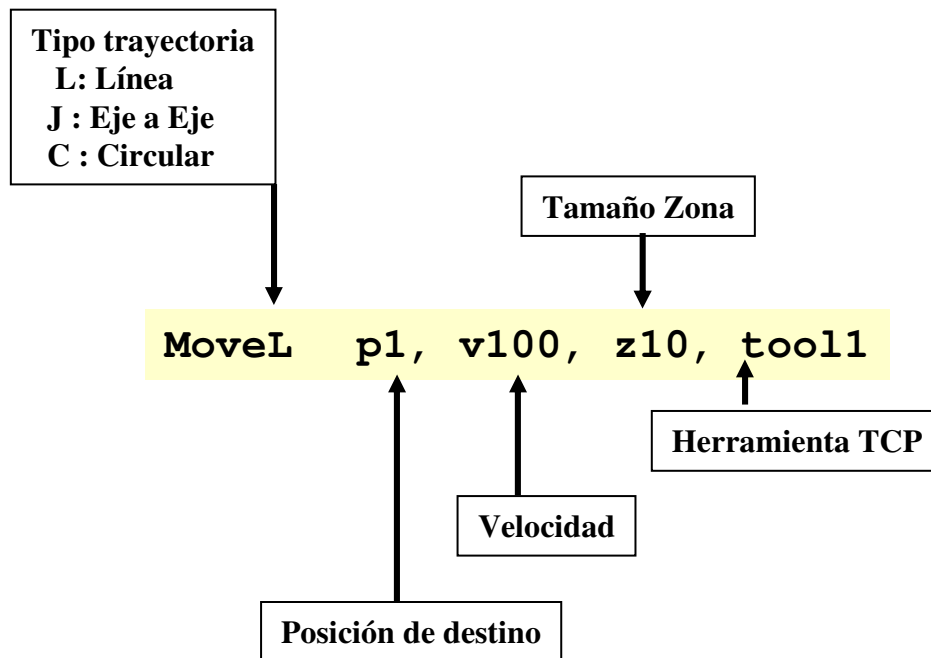 Tipo trayectoria
L: Línea
J : Eje a Eje
C : Circular
Tamaño Zona
MoveL p1, v100, z10, tool1
Herramienta TCP
Velocidad
Posición de destino